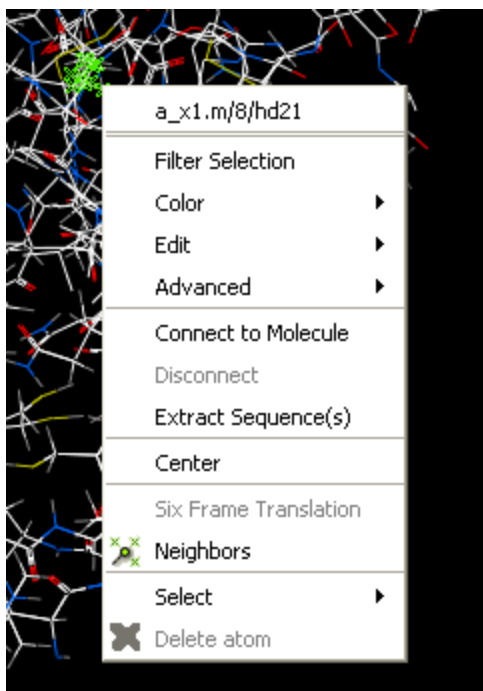 a_x1.m/8/hd21
Filter Selection
Color
Edit
Advanced
Connect to Molecule
Disconnect
Extract Sequence(s)
Center
Six Frame Translation
Neighbors
Select
Delete atom